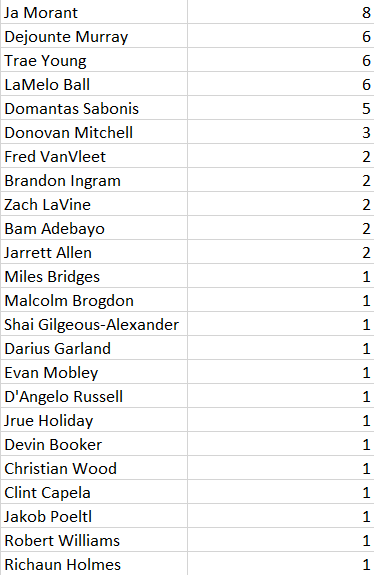 Ja Morant 8
Dejounte Murray 6
Trae Young 6
LaMelo Ball 6
Domantas Sabonis 5
Donovan Mitchell 3
Fred VanVleet 2
Brandon Ingram 2
Zach LaVine 2
Bam Adebayo 2
Jarrett Allen 2
Miles Bridges 1
Malcolm Brogdon 1
Shai Gilgeous-Alexander 1
Darius Garland 1
Evan Mobley 1
D'Angelo Russell 1
Jrue Holiday 1
Devin Booker 1
Christian Wood 1
Clint Capela 1
Jakob Poeltl 1
Robert Williams 1
Richaun Holmes 1